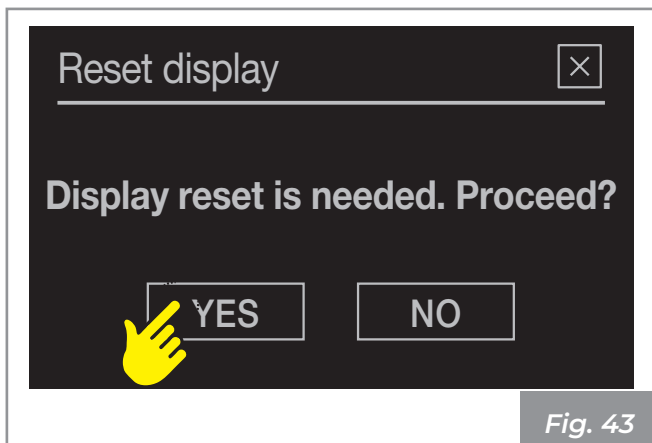 Reset display
Display reset is needed. Proceed?
YES NO
Fig. 43